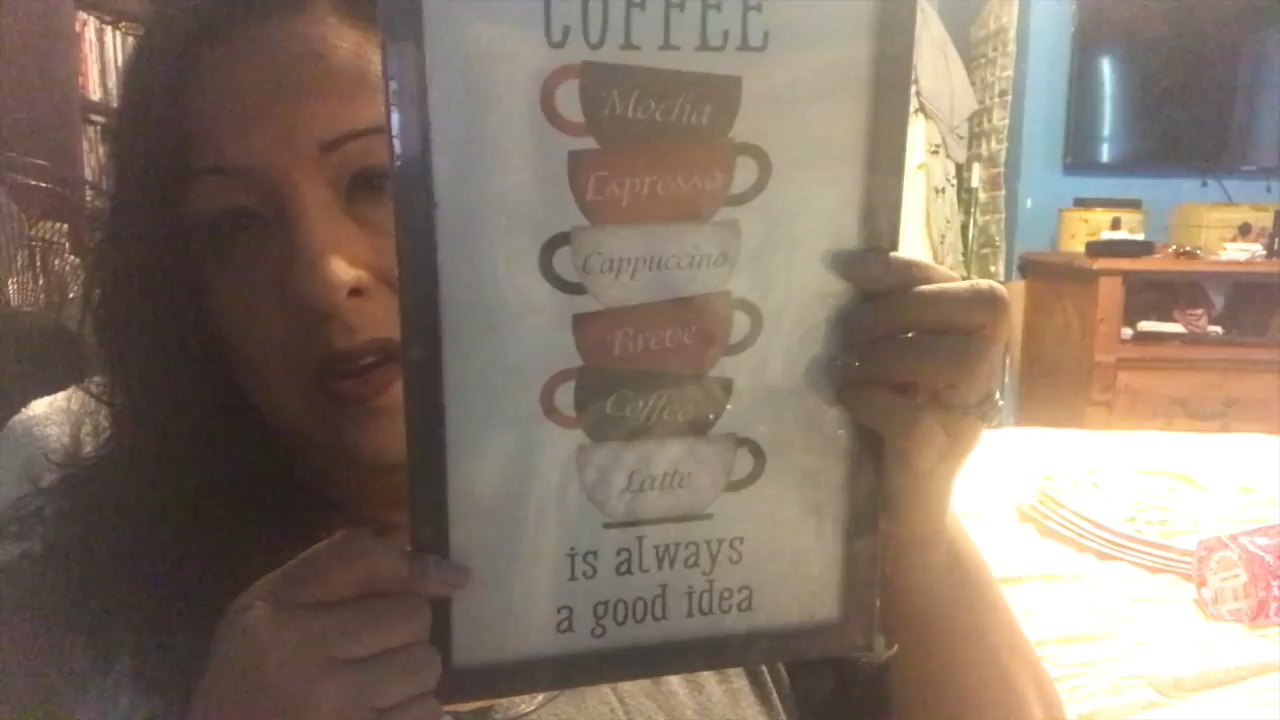 COFFEE
Mocha
Espresso
Cappuccino
Breve
Coffee
Latte
is always
a good idea